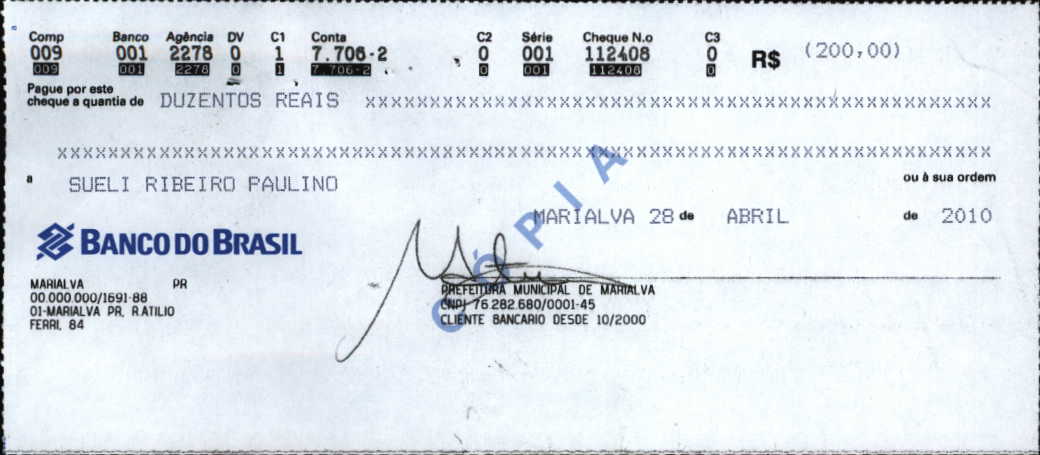 Comp Banco Agência DV C1 Conta C2 Série Cheque N.o C3
009 001 2278 0 1 7.706-2 0 001 112408 0 R$ (200,00)
009 001 2278 0 1 7.706-2 0 001 112408 0
Pague por este
cheque a quantia de DUZENTOS REAIS xxxxxxxxxxxxxxxxxxxxxxxxxxxxxxxxxxxxxxxxxxxxxxxxxxxxxxxxxx
xxxxxxxxxxxxxxxxxxxxxxxxxxxxxxxxxxxxxxxxxxxxxxxxxxxxxxxxxxxxxxxxxxxxxxxxxxxxxxxxxxxxxxx
a SUELI RIBEIRO PAULINO ou à sua ordem
MARIALVA 28 de ABRIL de 2010
BANCO DO BRASIL
CÓPIA
MARIALVA PR
00.000.000/1691-88
01-MARIALVA PR, R.ATILIO
FERRI, 84
PREFEITURA MUNICIPAL DE MARIALVA
CNPJ 76.282.680/0001-45
CLIENTE BANCARIO DESDE 10/2000